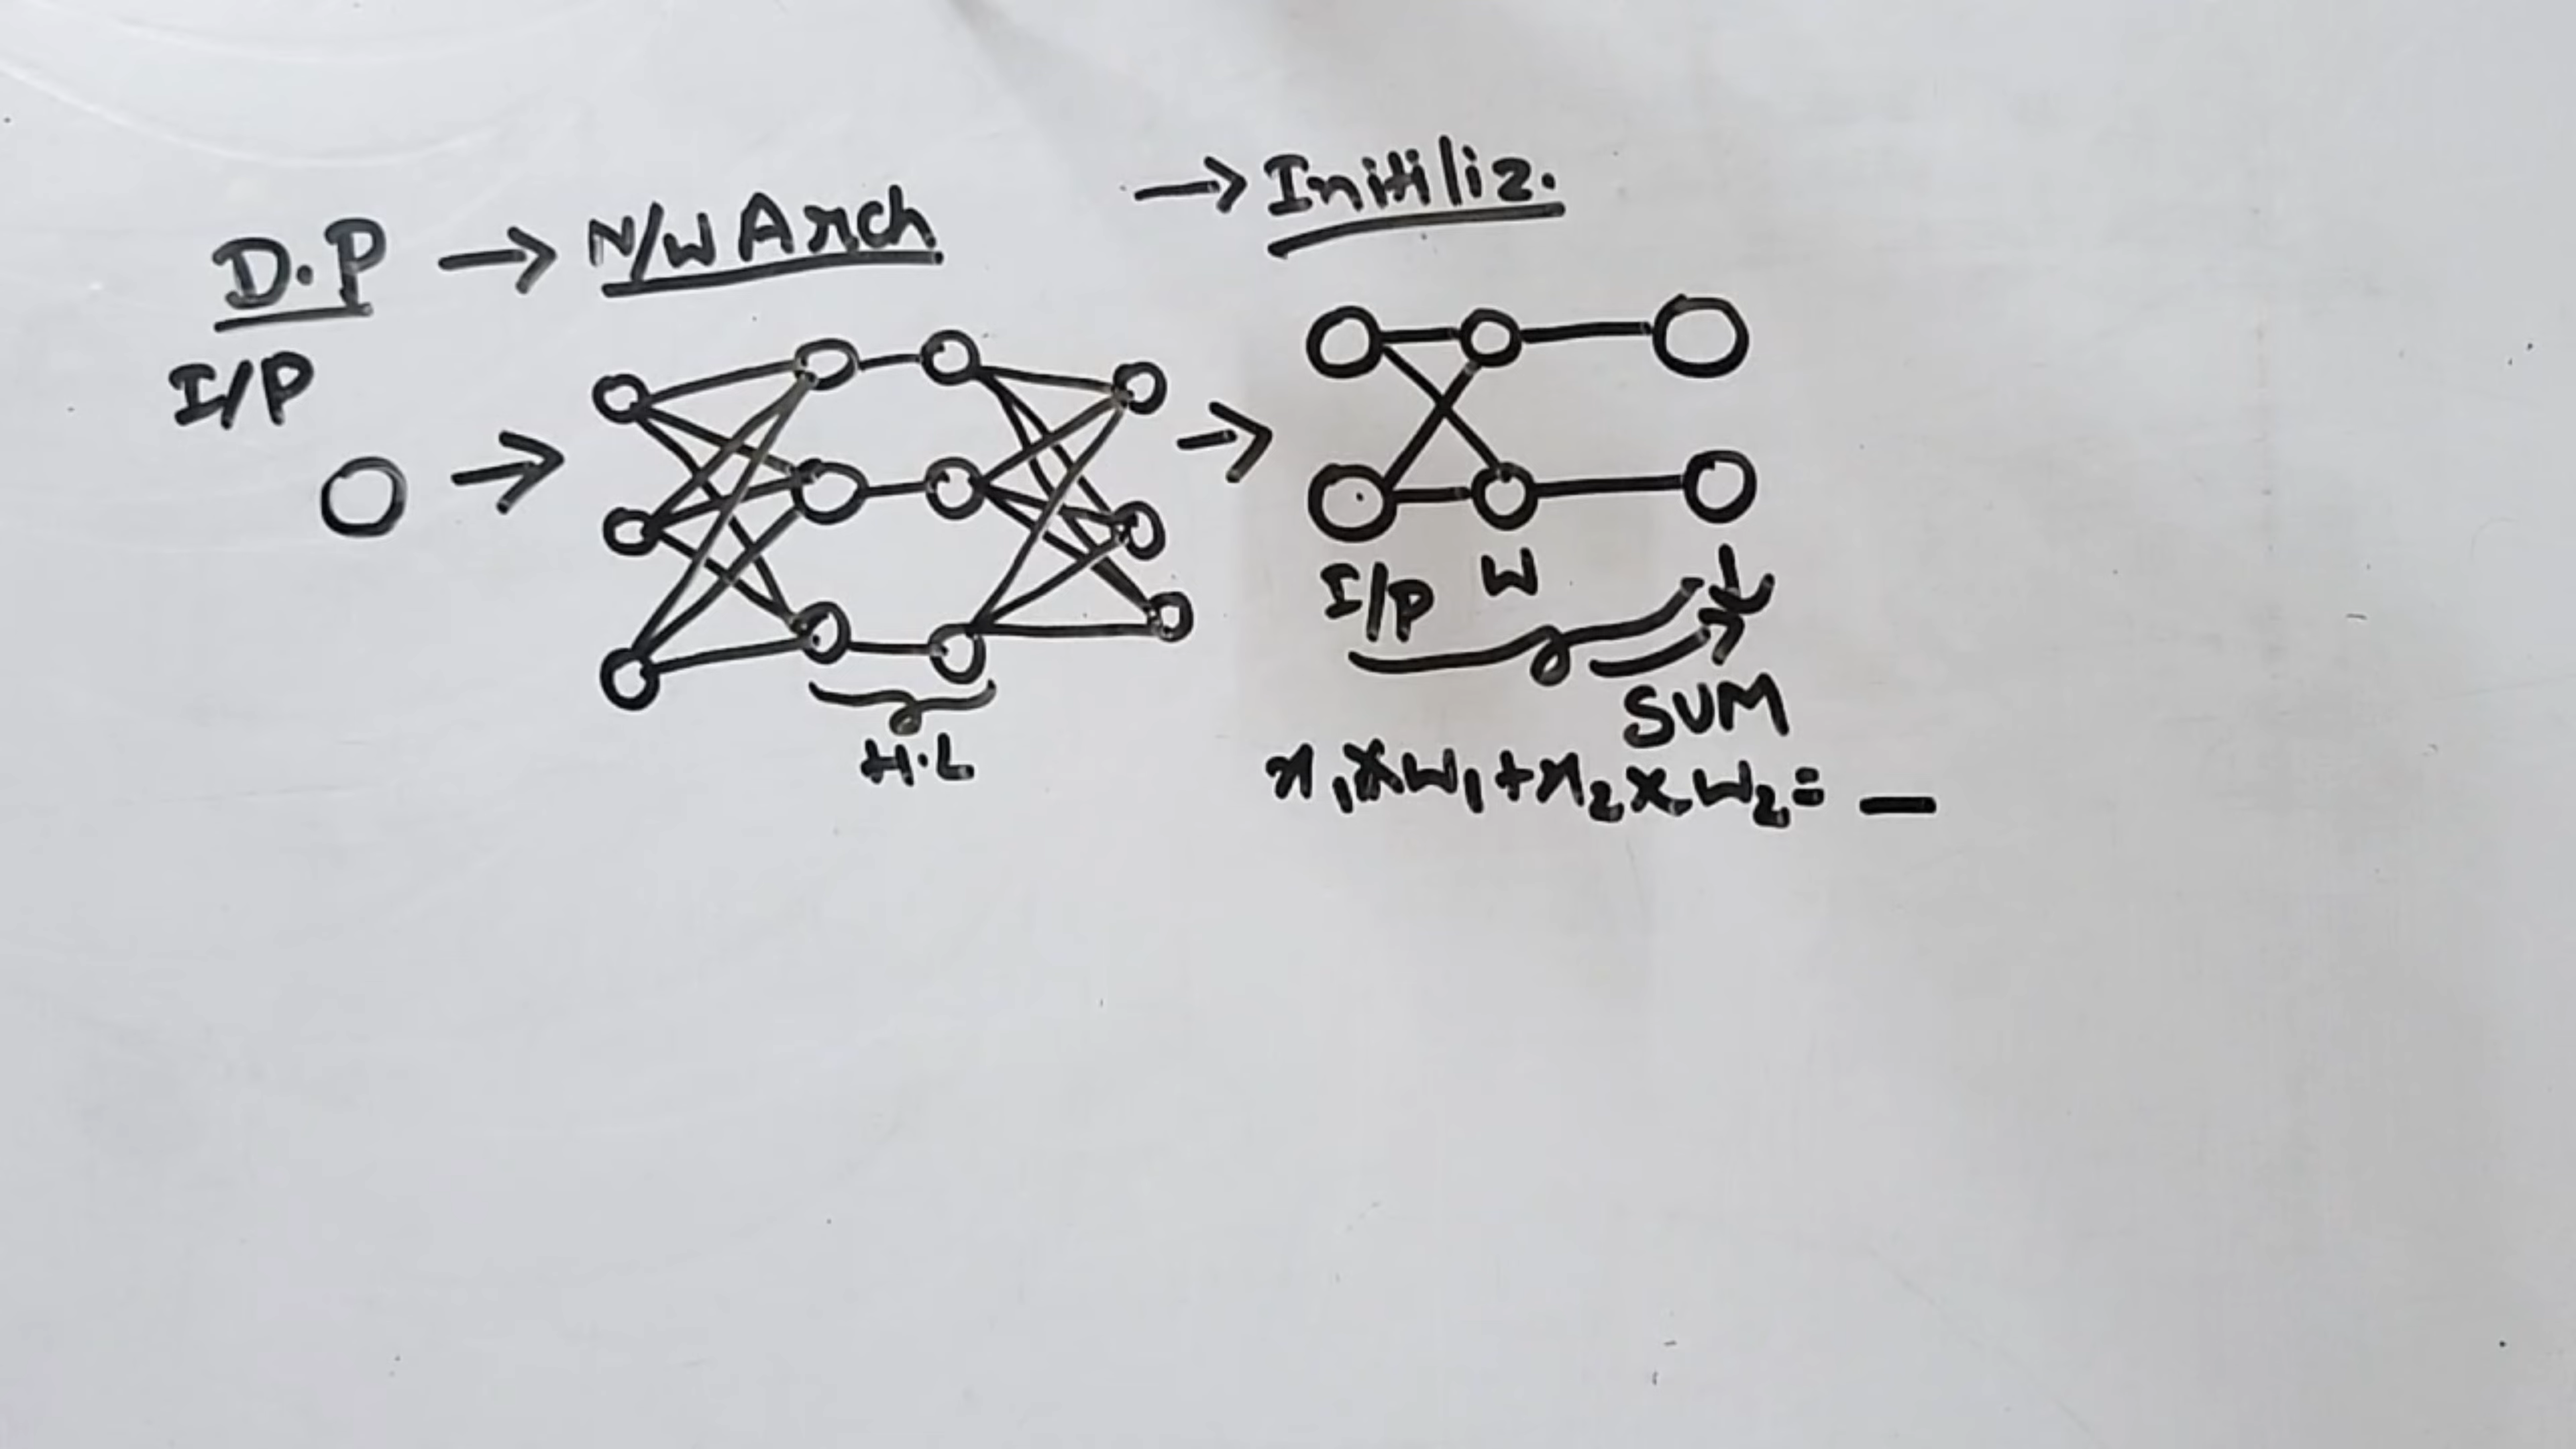 D.P → N/W Arch → Initiliz.
I/P
I/P W
SUM
H.L
x₁×w₁+x₂×w₂= _